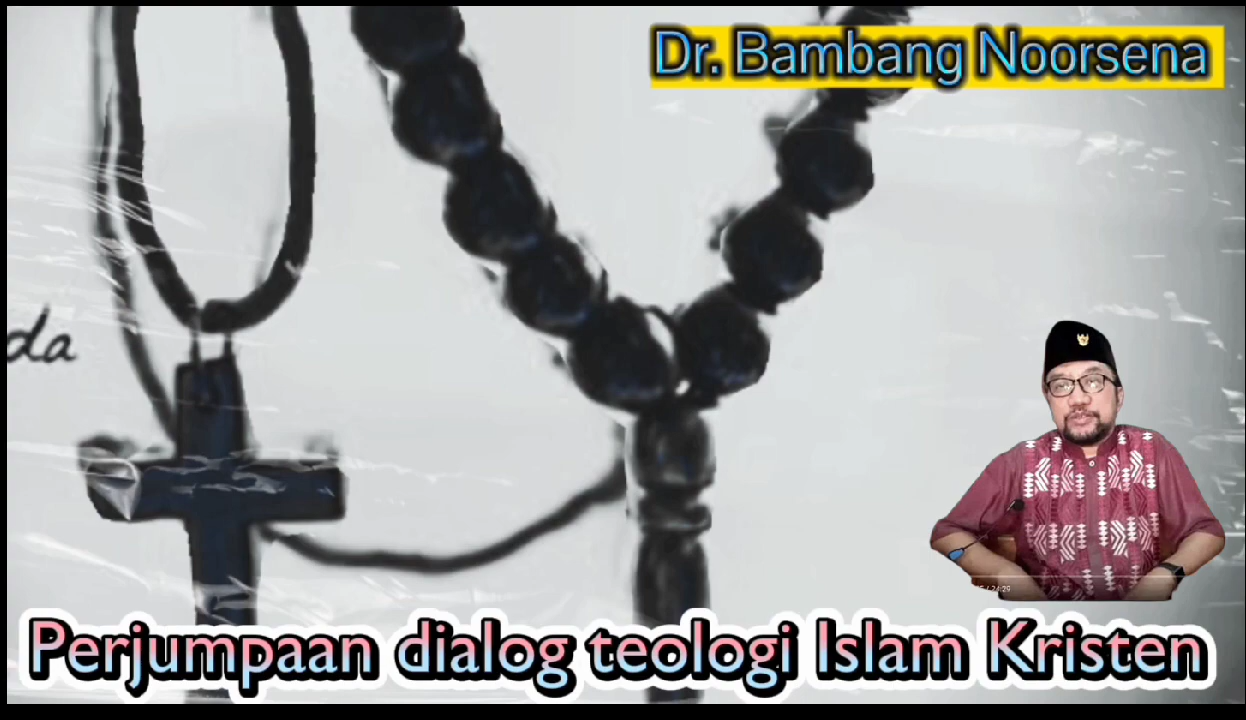 Dr. Bambang Noorsena
da
Perjumpaan dialog teologi Islam Kristen